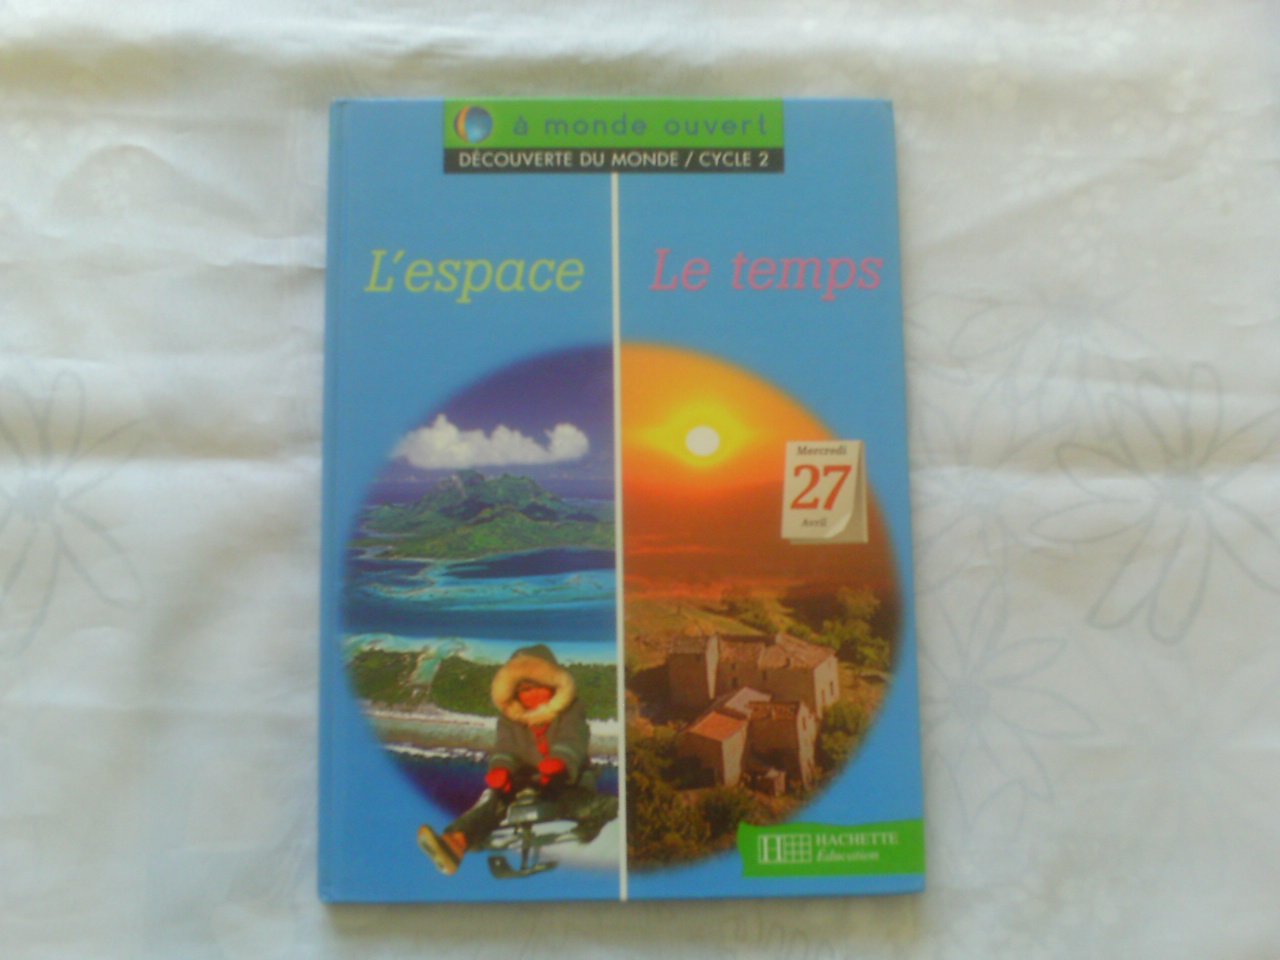 à monde ouvert
DÉCOUVERTE DU MONDE / CYCLE 2
L'espace
Le temps
Mercredi
27
Avril
HACHETTE
Éducation